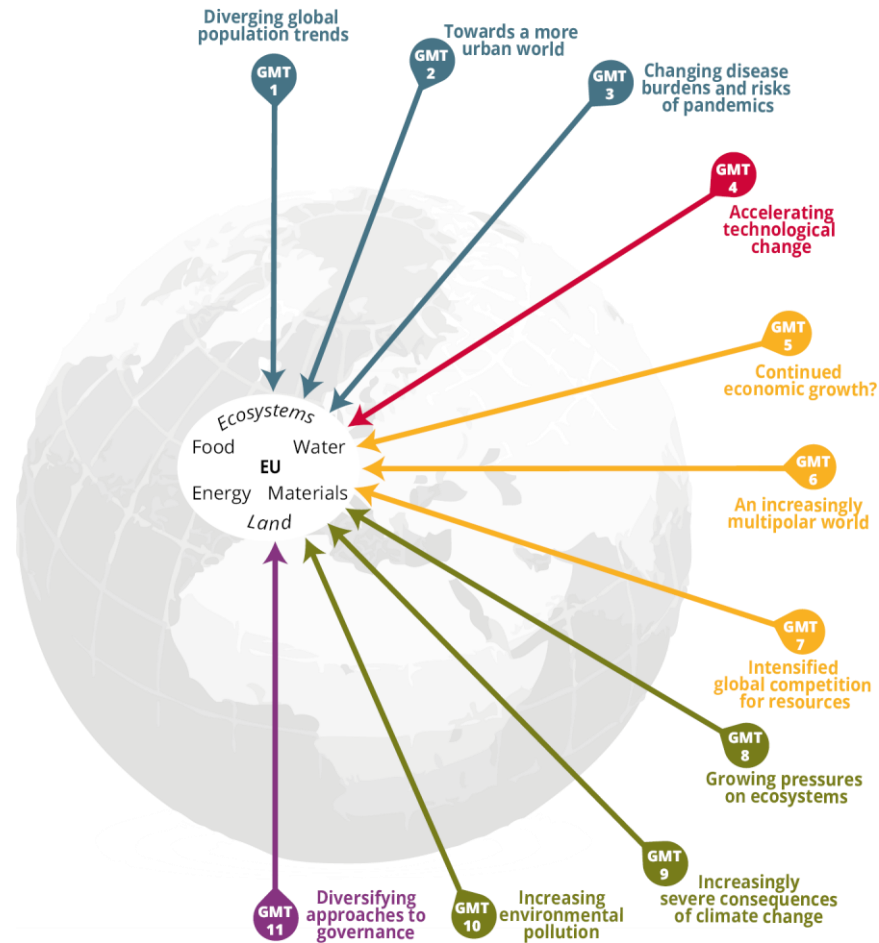 Diverging global
population trends
GMT
1
Towards a more
urban world
GMT
2
Changing disease
burdens and risks
of pandemics
GMT
3
GMT
4
Accelerating
technological
change
GMT
5
Continued
economic growth?
Ecosystems
Food Water
EU
Energy Materials
Land
GMT
6
An increasingly
multipolar world
GMT
7
Intensified
global competition
for resources
GMT
8
Growing pressures
on ecosystems
GMT
9
Increasingly
severe consequences
of climate change
GMT
10
Increasing
environmental
pollution
GMT
11
Diversifying
approaches to
governance